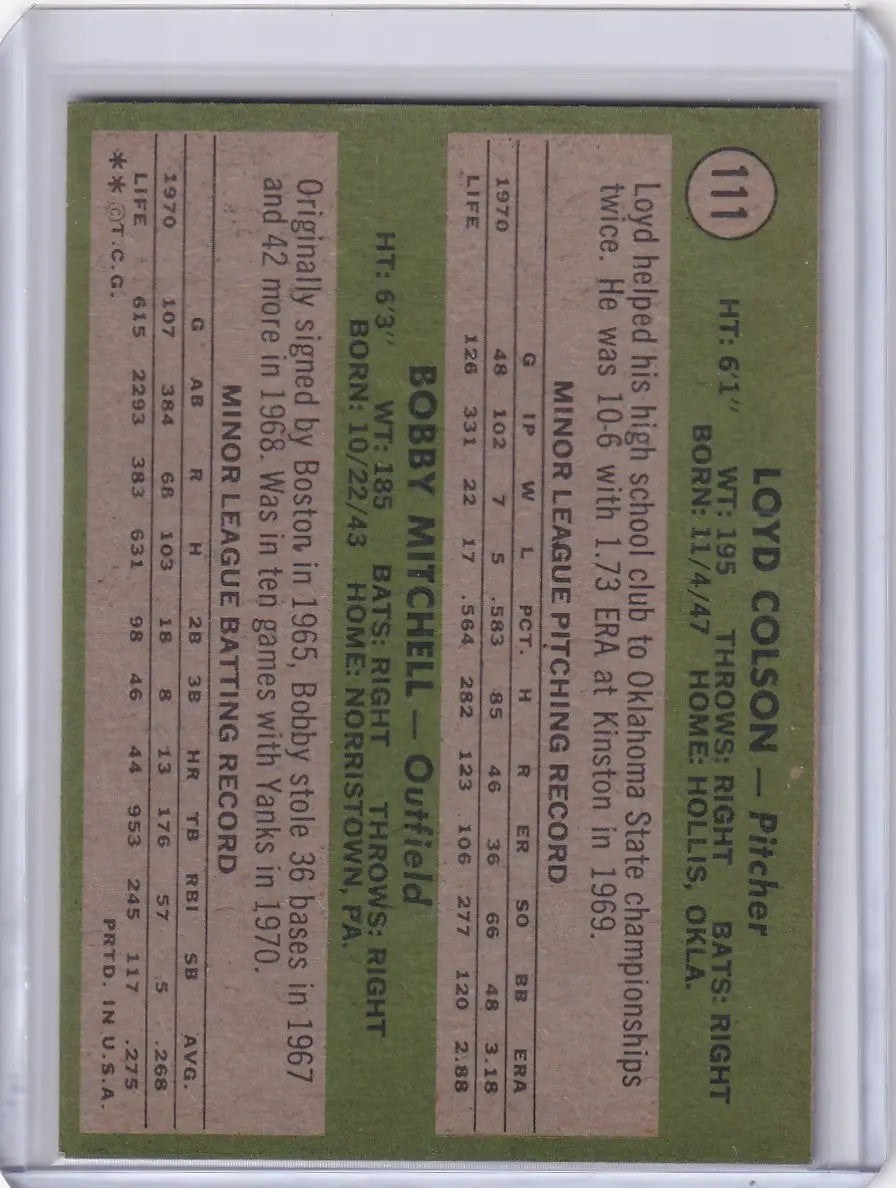 111
LOYD COLSON — Pitcher
HT: 6'1" WT: 195 THROWS: RIGHT BATS: RIGHT
BORN: 11/4/47 HOME: HOLLIS, OKLA.
Loyd helped his high school club to Oklahoma State championships
twice. He was 10-6 with 1.73 ERA at Kinston in 1969.
MINOR LEAGUE PITCHING RECORD
G IP W L PCT. H R ER SO BB ERA
1970 48 102 7 5 .583 85 46 36 66 48 3.18
LIFE 126 331 22 17 .564 282 123 106 277 120 2.88
BOBBY MITCHELL — Outfield
HT: 6'3" WT: 185 BATS: RIGHT THROWS: RIGHT
BORN: 10/22/43 HOME: NORRISTOWN, PA.
Originally signed by Boston in 1965, Bobby stole 36 bases in 1967
and 42 more in 1968. Was in ten games with Yanks in 1970.
MINOR LEAGUE BATTING RECORD
G AB R H 2B 3B HR TB RBI SB AVG.
1970 107 384 68 103 18 8 13 176 57 5 .268
LIFE 615 2293 383 631 98 46 44 953 245 117 .275
** ©T.C.G. PRTD. IN U.S.A.